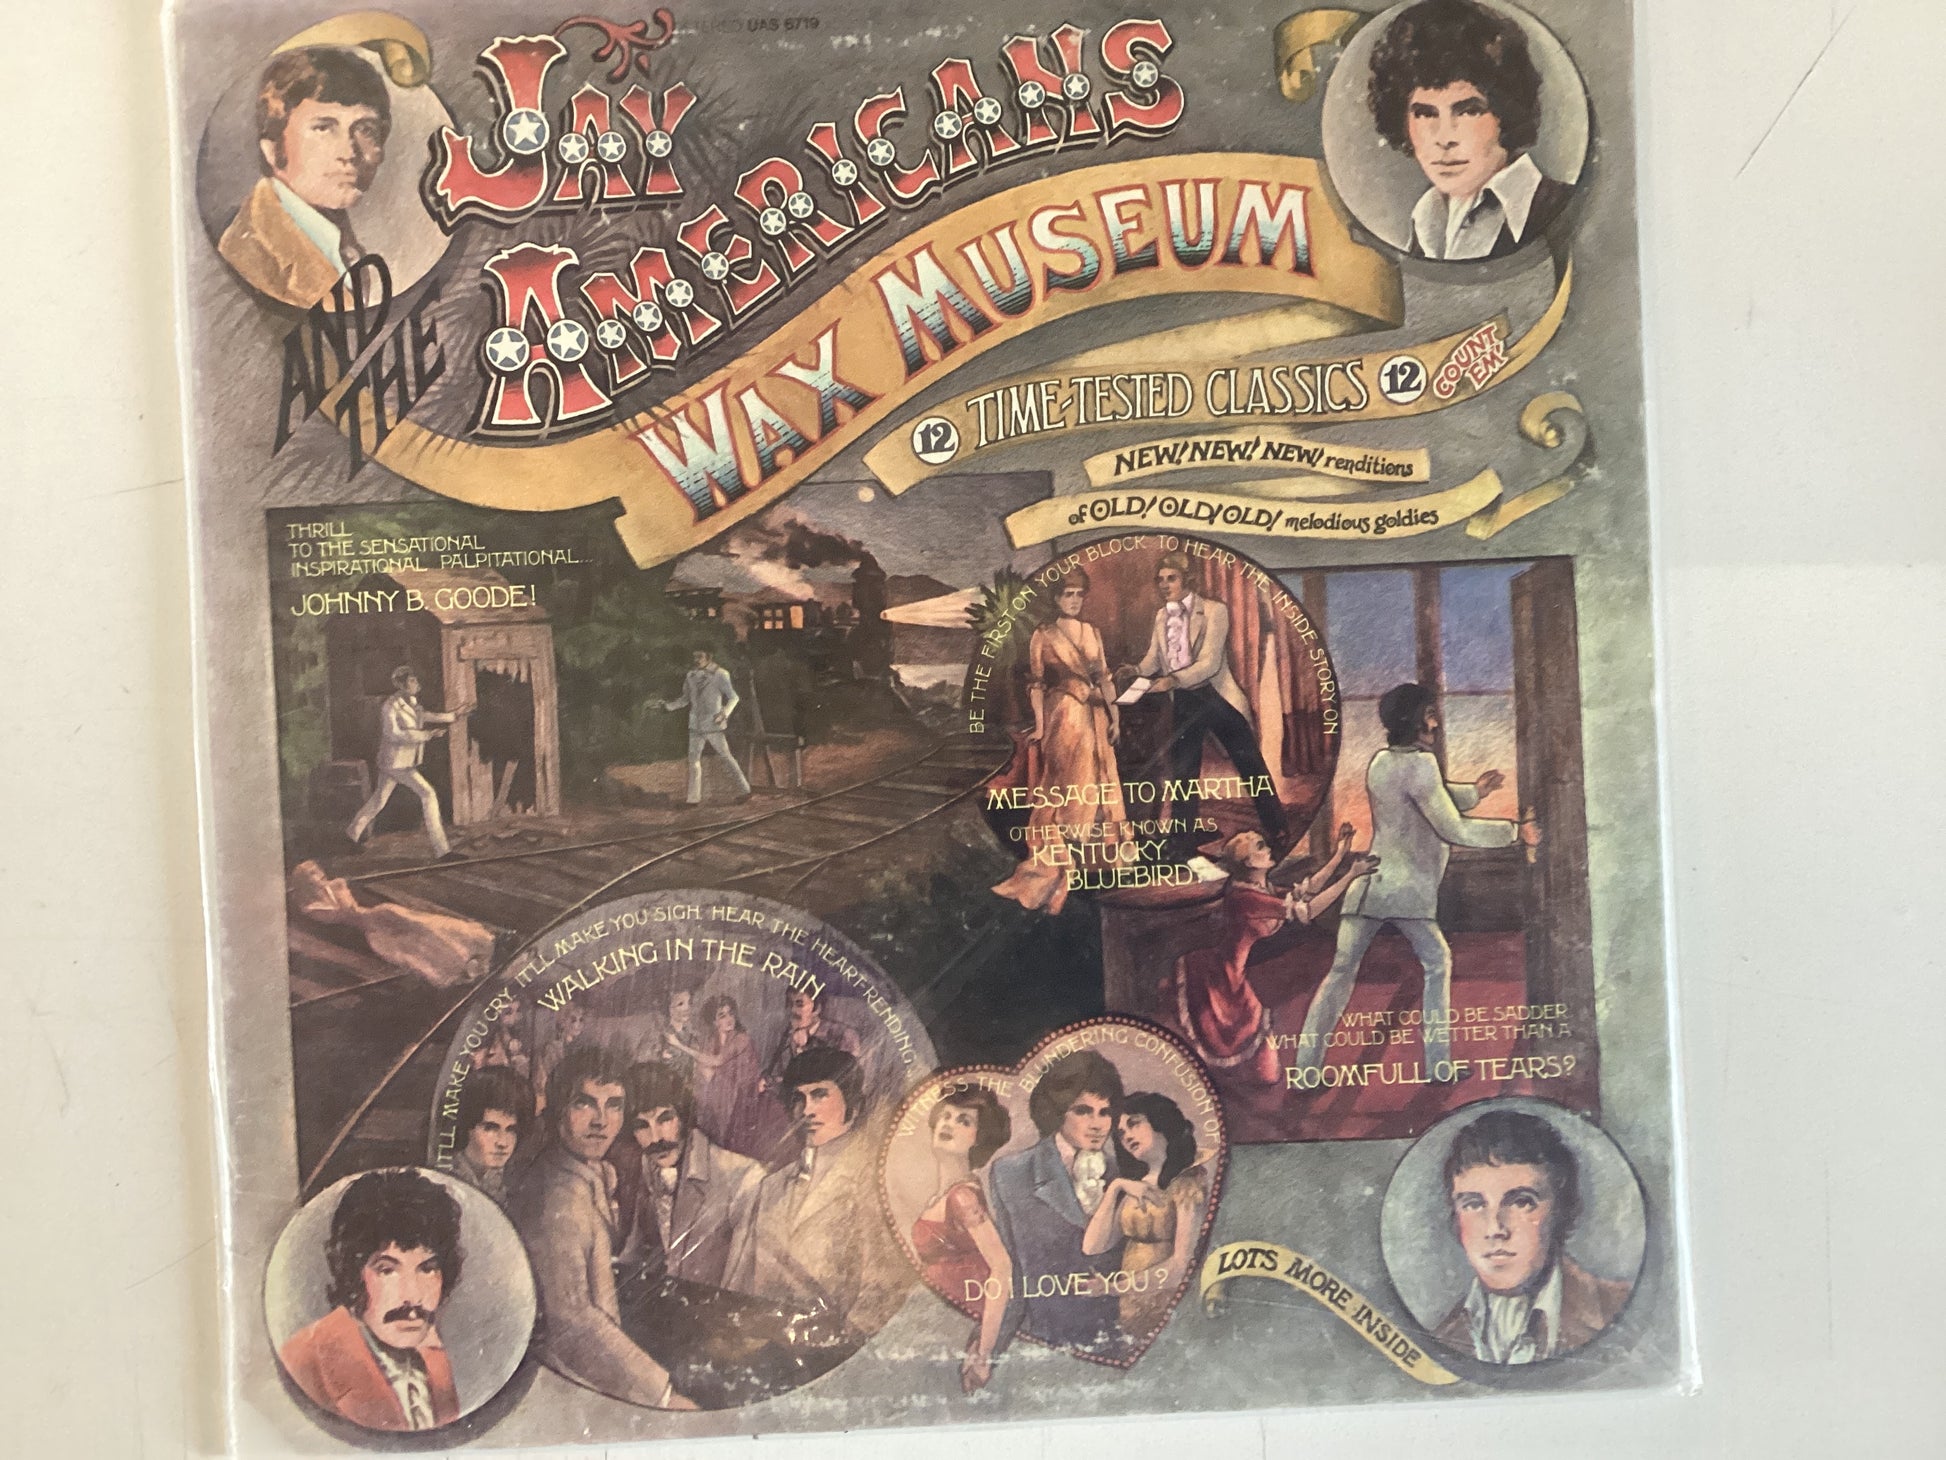 STEREO UAS 6719
JAY
AND THE
AMERICANS
WAX MUSEUM
12 TIME-TESTED CLASSICS 12
COUNT EM!
NEW! NEW! NEW! renditions
of OLD! OLD! OLD! melodious goldies
THRILL
TO THE SENSATIONAL
INSPIRATIONAL PALPITATIONAL...
JOHNNY B. GOODE!
BE THE FIRST ON YOUR BLOCK TO HEAR THE INSIDE STORY ON
MESSAGE TO MARTHA
OTHERWISE KNOWN AS
KENTUCKY
BLUEBIRD
IT'LL MAKE YOU CRY. IT'LL MAKE YOU SIGH. HEAR THE HEART-RENDING...
WALKING IN THE RAIN
WHAT COULD BE SADDER
WHAT COULD BE WETTER THAN A
ROOMFULL OF TEARS?
WITNESS THE BLUNDERING CONFUSION OF
DO I LOVE YOU?
LOTS MORE INSIDE